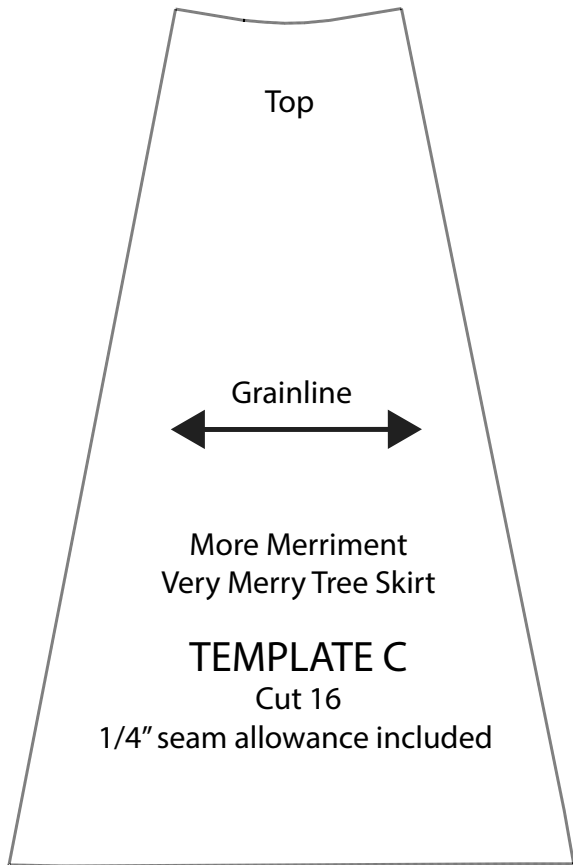 Top
Grainline
More Merriment
Very Merry Tree Skirt
TEMPLATE C
Cut 16
1/4” seam allowance included